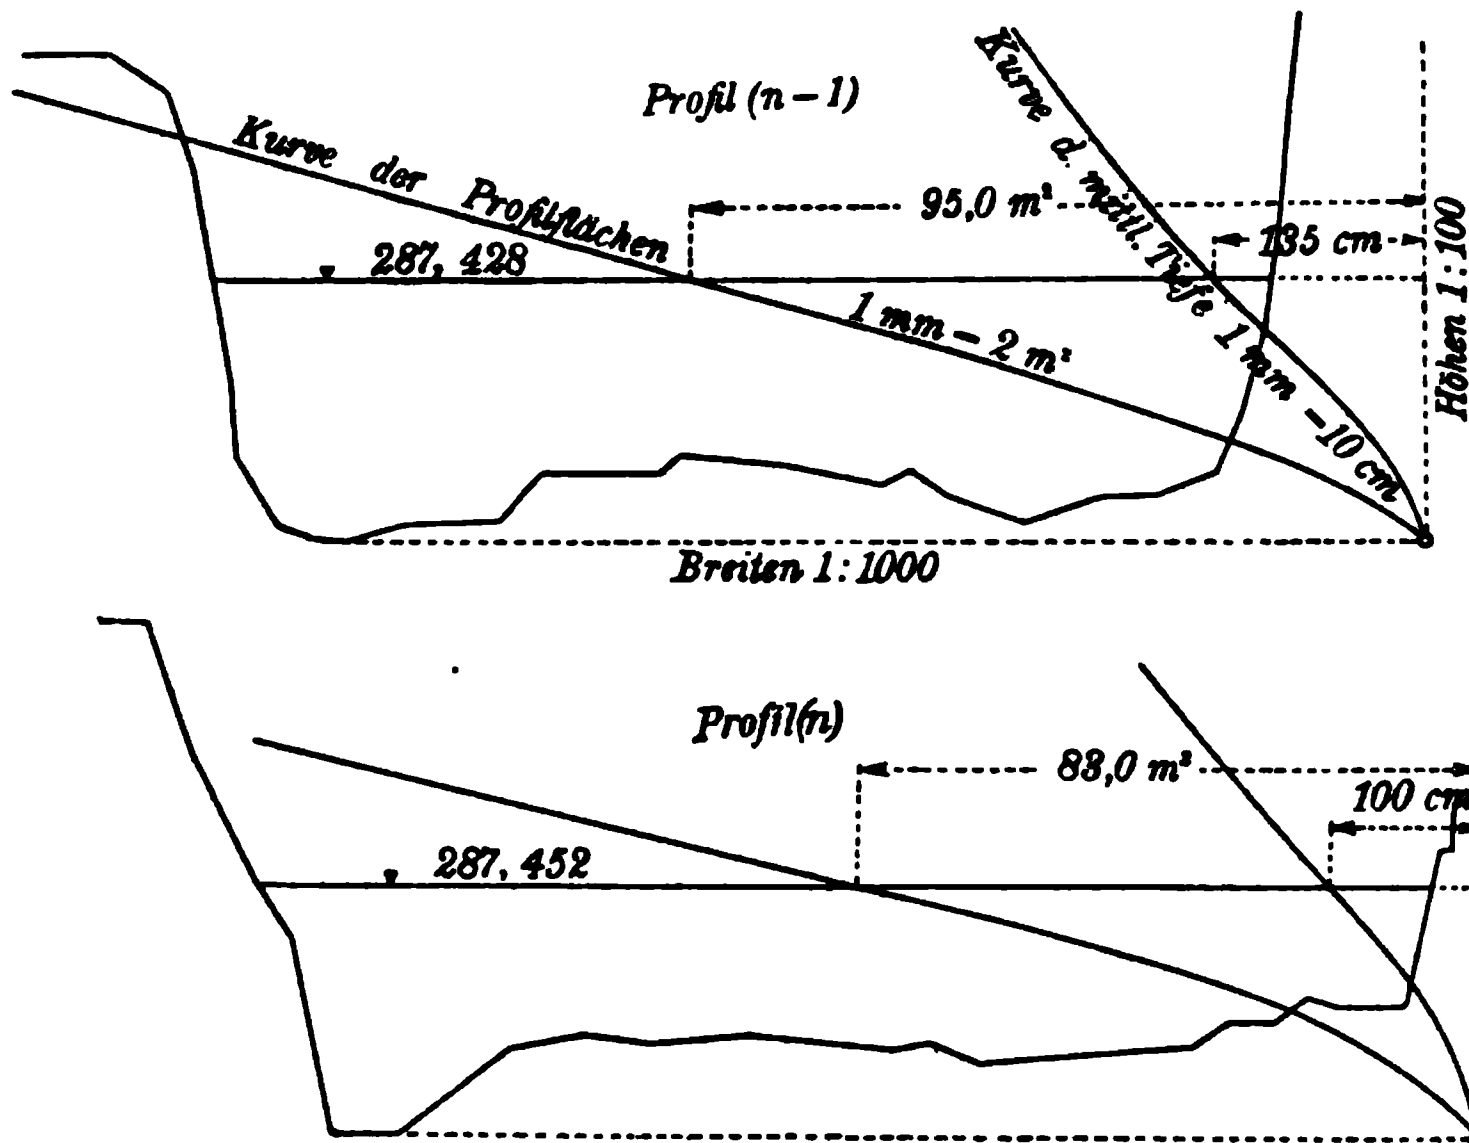 Profil (n – 1)
Kurve der Profilflächen
1 mm – 2 m²
Kurve d. mittl. Tiefe 1 mm – 10 cm
95,0 m²
135 cm
287, 428
Höhen 1:100
Breiten 1:1000
Profil(n)
83,0 m²
100 cm
287, 452